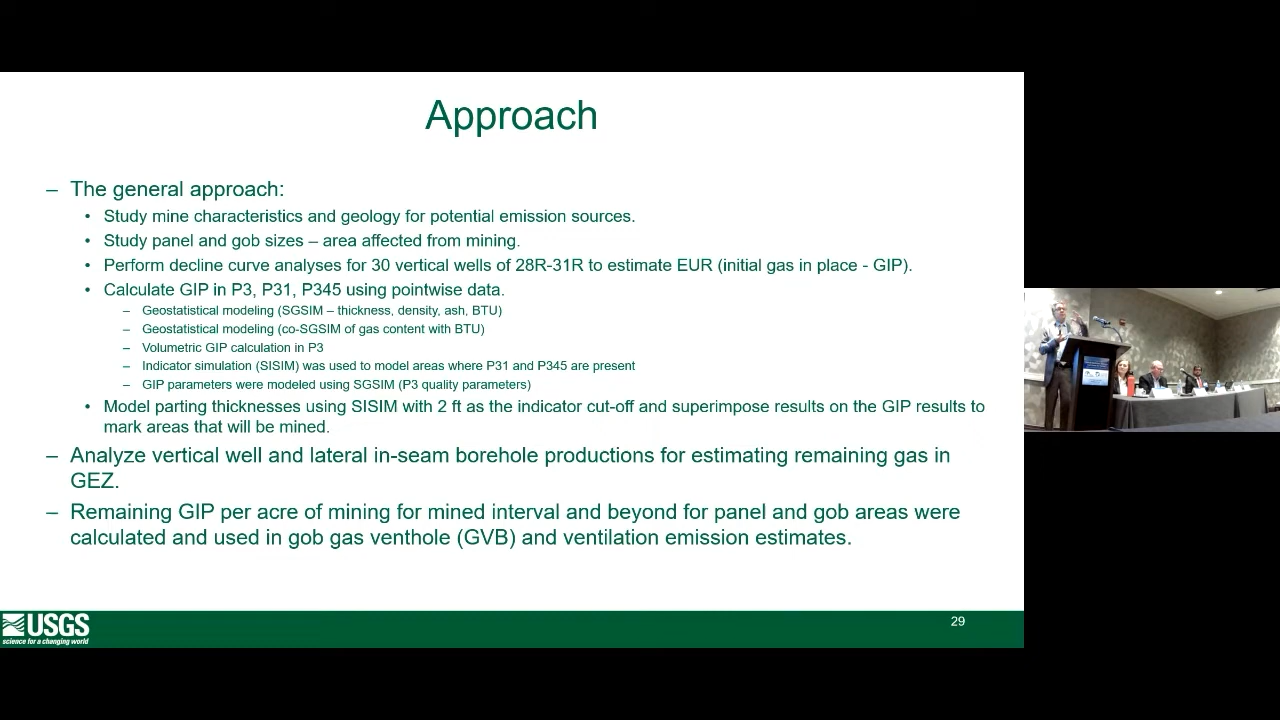 Approach
– The general approach:
• Study mine characteristics and geology for potential emission sources.
• Study panel and gob sizes – area affected from mining.
• Perform decline curve analyses for 30 vertical wells of 28R-31R to estimate EUR (initial gas in place - GIP).
• Calculate GIP in P3, P31, P345 using pointwise data.
– Geostatistical modeling (SGSIM – thickness, density, ash, BTU)
– Geostatistical modeling (co-SGSIM of gas content with BTU)
– Volumetric GIP calculation in P3
– Indicator simulation (SISIM) was used to model areas where P31 and P345 are present
– GIP parameters were modeled using SGSIM (P3 quality parameters)
• Model parting thicknesses using SISIM with 2 ft as the indicator cut-off and superimpose results on the GIP results to
mark areas that will be mined.
– Analyze vertical well and lateral in-seam borehole productions for estimating remaining gas in
GEZ.
– Remaining GIP per acre of mining for mined interval and beyond for panel and gob areas were
calculated and used in gob gas venthole (GVB) and ventilation emission estimates.
USGS
science for a changing world
29